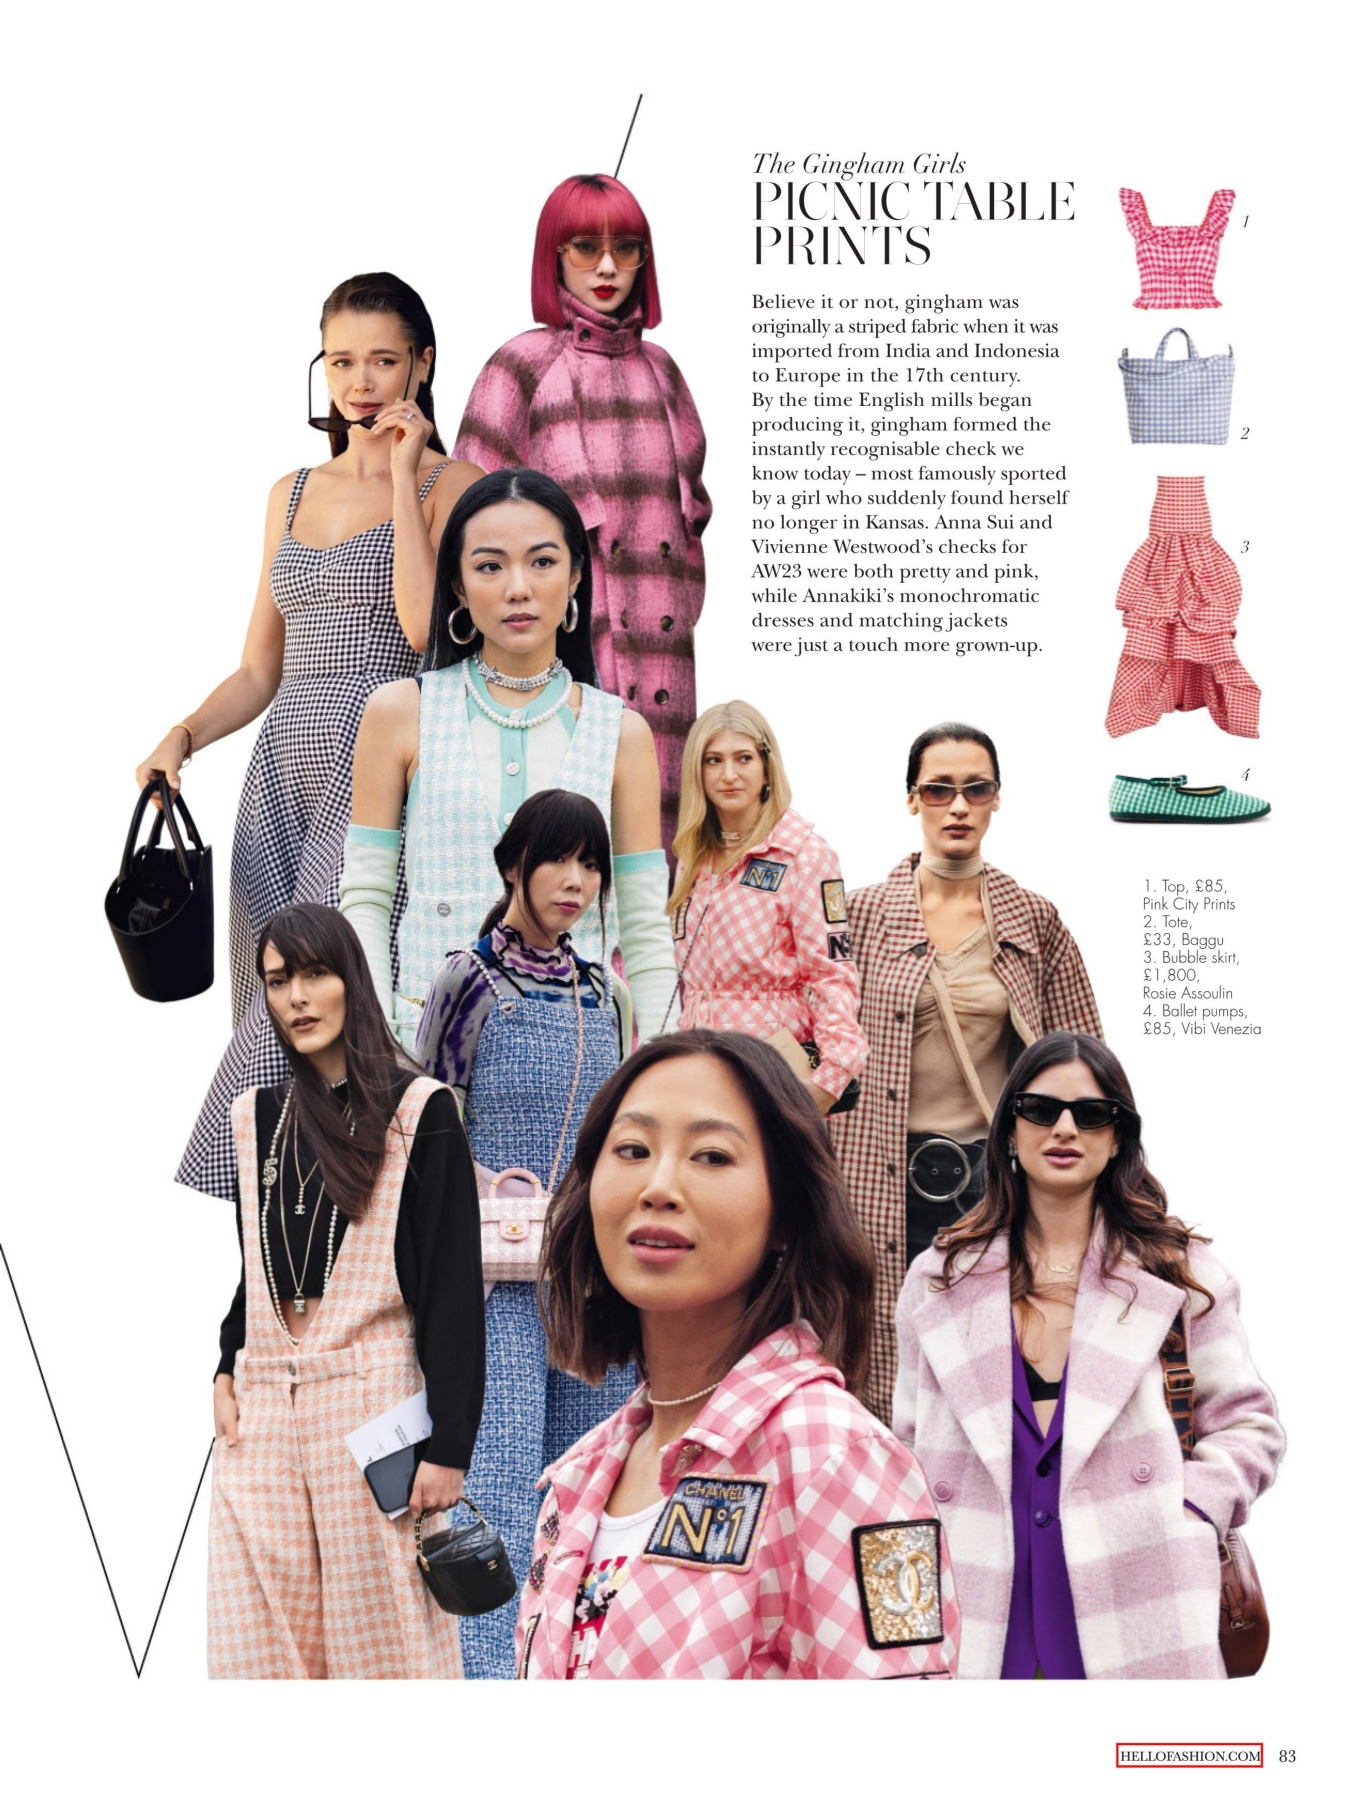 The Gingham Girls
PICNIC TABLE
PRINTS
Believe it or not, gingham was
originally a striped fabric when it was
imported from India and Indonesia
to Europe in the 17th century.
By the time English mills began
producing it, gingham formed the
instantly recognisable check we
know today – most famously sported
by a girl who suddenly found herself
no longer in Kansas. Anna Sui and
Vivienne Westwood’s checks for
AW23 were both pretty and pink,
while Annakiki’s monochromatic
dresses and matching jackets
were just a touch more grown-up.
1
2
3
4
1. Top, £85,
Pink City Prints
2. Tote,
£33, Baggu
3. Bubble skirt,
£1,800,
Rosie Assoulin
4. Ballet pumps,
£85, Vibi Venezia
N°1
CHANEL
N°1
HELLOFASHION.COM 83